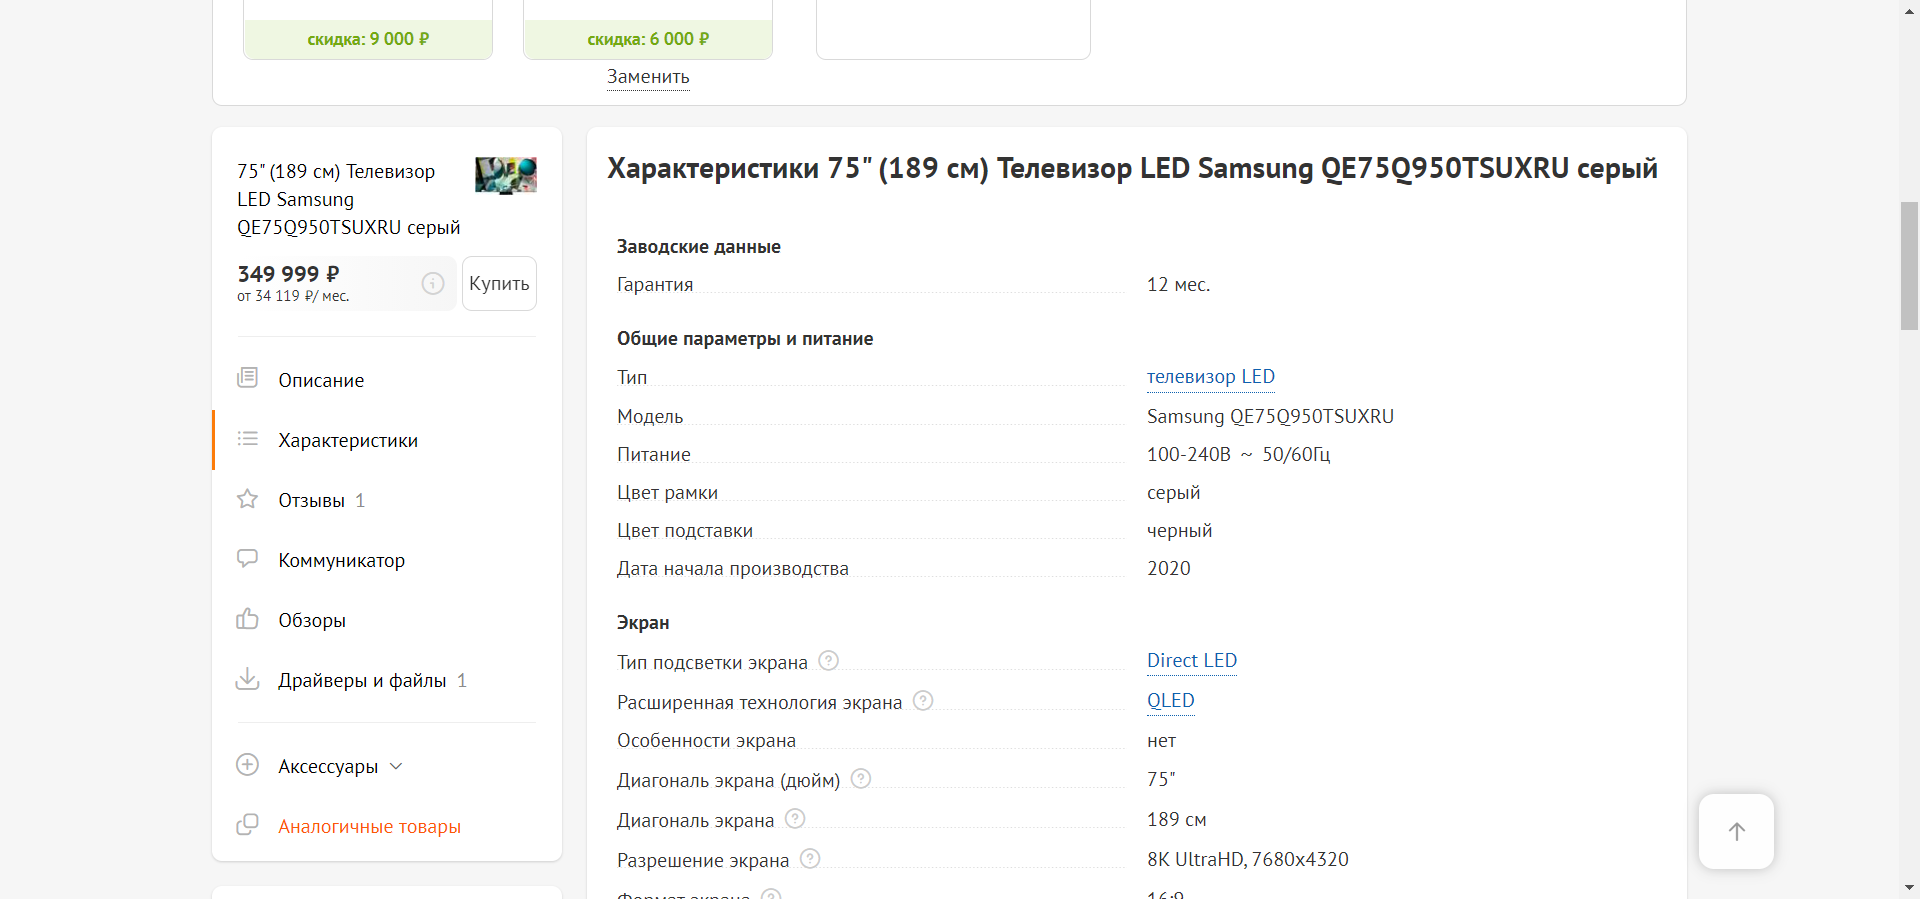 скидка: 9 000 ₽
скидка: 6 000 ₽
Заменить
75" (189 см) Телевизор
LED Samsung
QE75Q950TSUXRU серый
349 999 ₽
от 34 119 ₽/ мес.
Купить
Описание
Характеристики
Отзывы 1
Коммуникатор
Обзоры
Драйверы и файлы 1
Аксессуары
Аналогичные товары
Характеристики 75" (189 см) Телевизор LED Samsung QE75Q950TSUXRU серый
Заводские данные
Гарантия 12 мес.
Общие параметры и питание
Тип телевизор LED
Модель Samsung QE75Q950TSUXRU
Питание 100-240В ~ 50/60Гц
Цвет рамки серый
Цвет подставки черный
Дата начала производства 2020
Экран
Тип подсветки экрана Direct LED
Расширенная технология экрана QLED
Особенности экрана нет
Диагональ экрана (дюйм) 75"
Диагональ экрана 189 см
Разрешение экрана 8K UltraHD, 7680x4320
Формат экрана 16:9